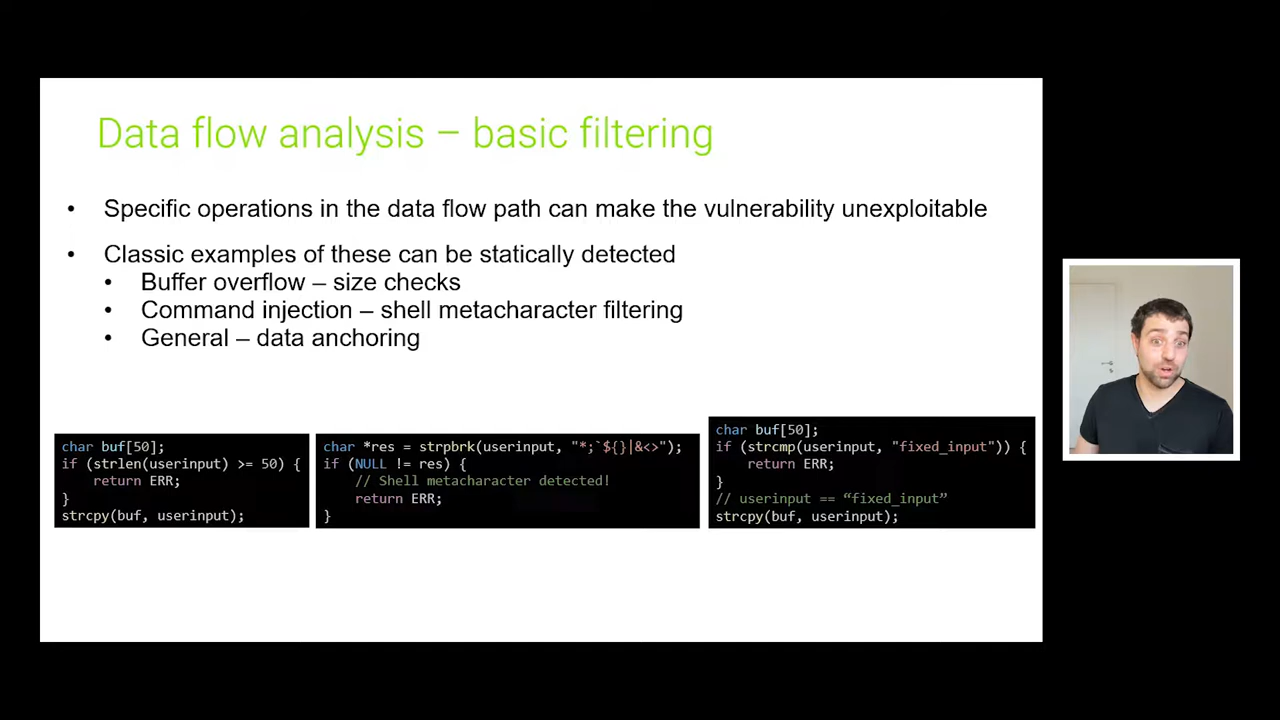 Data flow analysis – basic filtering
• Specific operations in the data flow path can make the vulnerability unexploitable
• Classic examples of these can be statically detected
• Buffer overflow – size checks
• Command injection – shell metacharacter filtering
• General – data anchoring
char buf[50];
if (strlen(userinput) >= 50) {
    return ERR;
}
strcpy(buf, userinput);
char *res = strpbrk(userinput, "*;`${}|&<>");
if (NULL != res) {
    // Shell metacharacter detected!
    return ERR;
}
char buf[50];
if (strcmp(userinput, "fixed_input")) {
    return ERR;
}
// userinput == “fixed_input”
strcpy(buf, userinput);